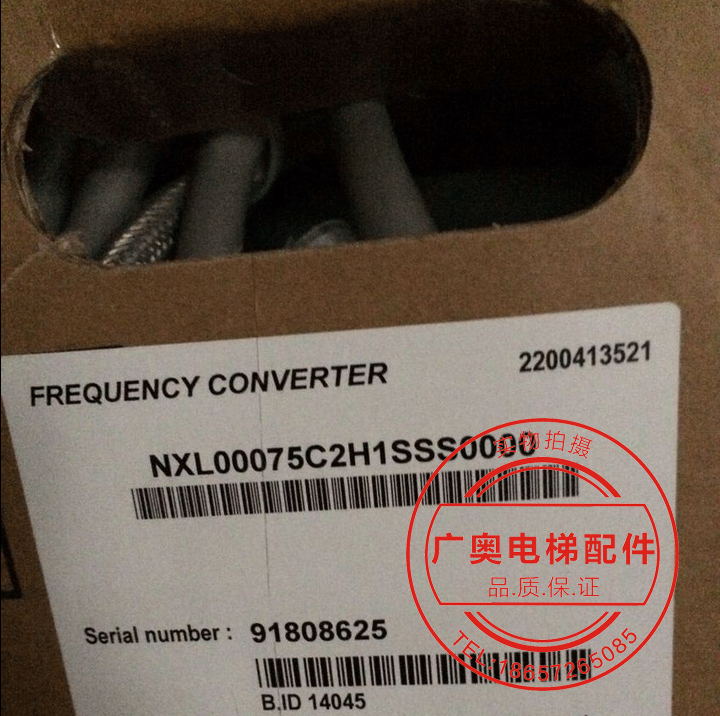 FREQUENCY CONVERTER
2200413521
NXL00075C2H1SSS0000
实物拍摄
广奥电梯配件
品.质.保.证
Serial number : 91808625
TEL:18657265085
B.ID 14045